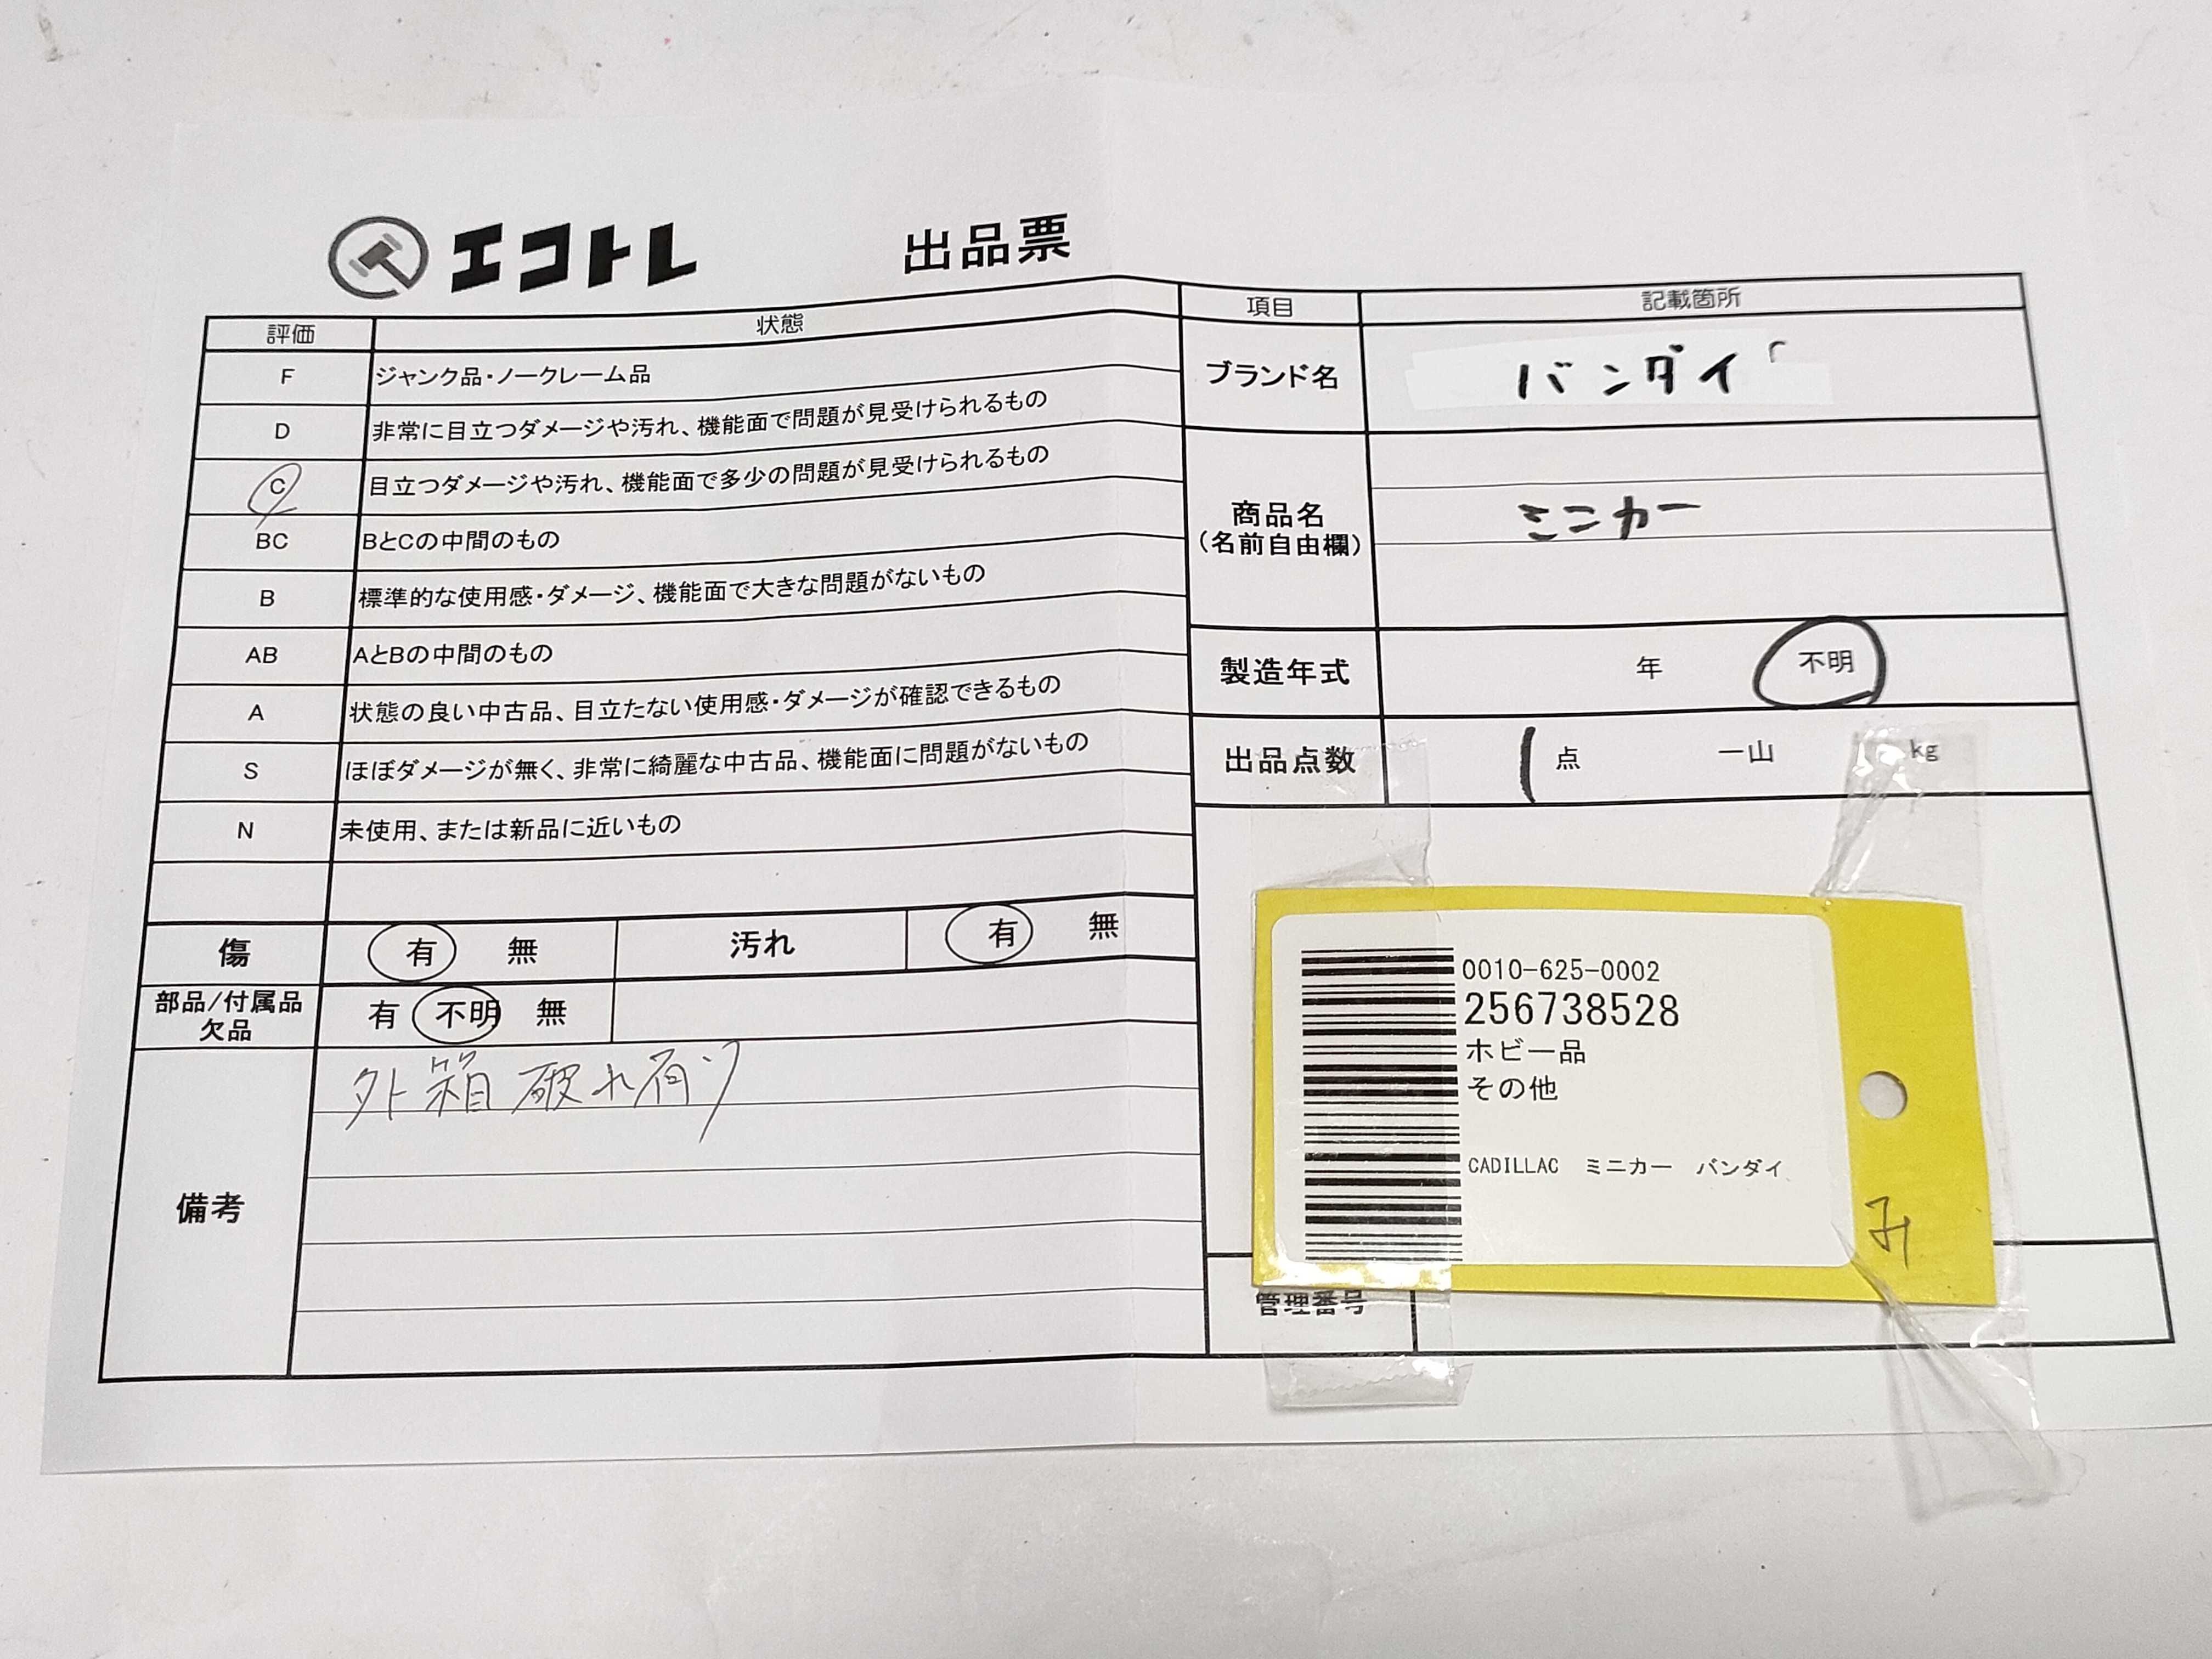 エコトレ 出品票
評価 状態
F ジャンク品・ノークレーム品
D 非常に目立つダメージや汚れ、機能面で問題が見受けられるもの
C 目立つダメージや汚れ、機能面で多少の問題が見受けられるもの
BC BとCの中間のもの
B 標準的な使用感・ダメージ、機能面で大きな問題がないもの
AB AとBの中間のもの
A 状態の良い中古品、目立たない使用感・ダメージが確認できるもの
S ほぼダメージが無く、非常に綺麗な中古品、機能面に問題がないもの
N 未使用、または新品に近いもの
傷 有 無 汚れ 有 無
部品/付属品
欠品
有 不明 無
備考
外箱破れ有り
項目 記載箇所
ブランド名 バンダイ
商品名
(名前自由欄)
ミニカー
製造年式 年 不明
出品点数 1 点 一山 kg
0010-625-0002
256738528
ホビー品
その他
CADILLAC ミニカー バンダイ
管理番号